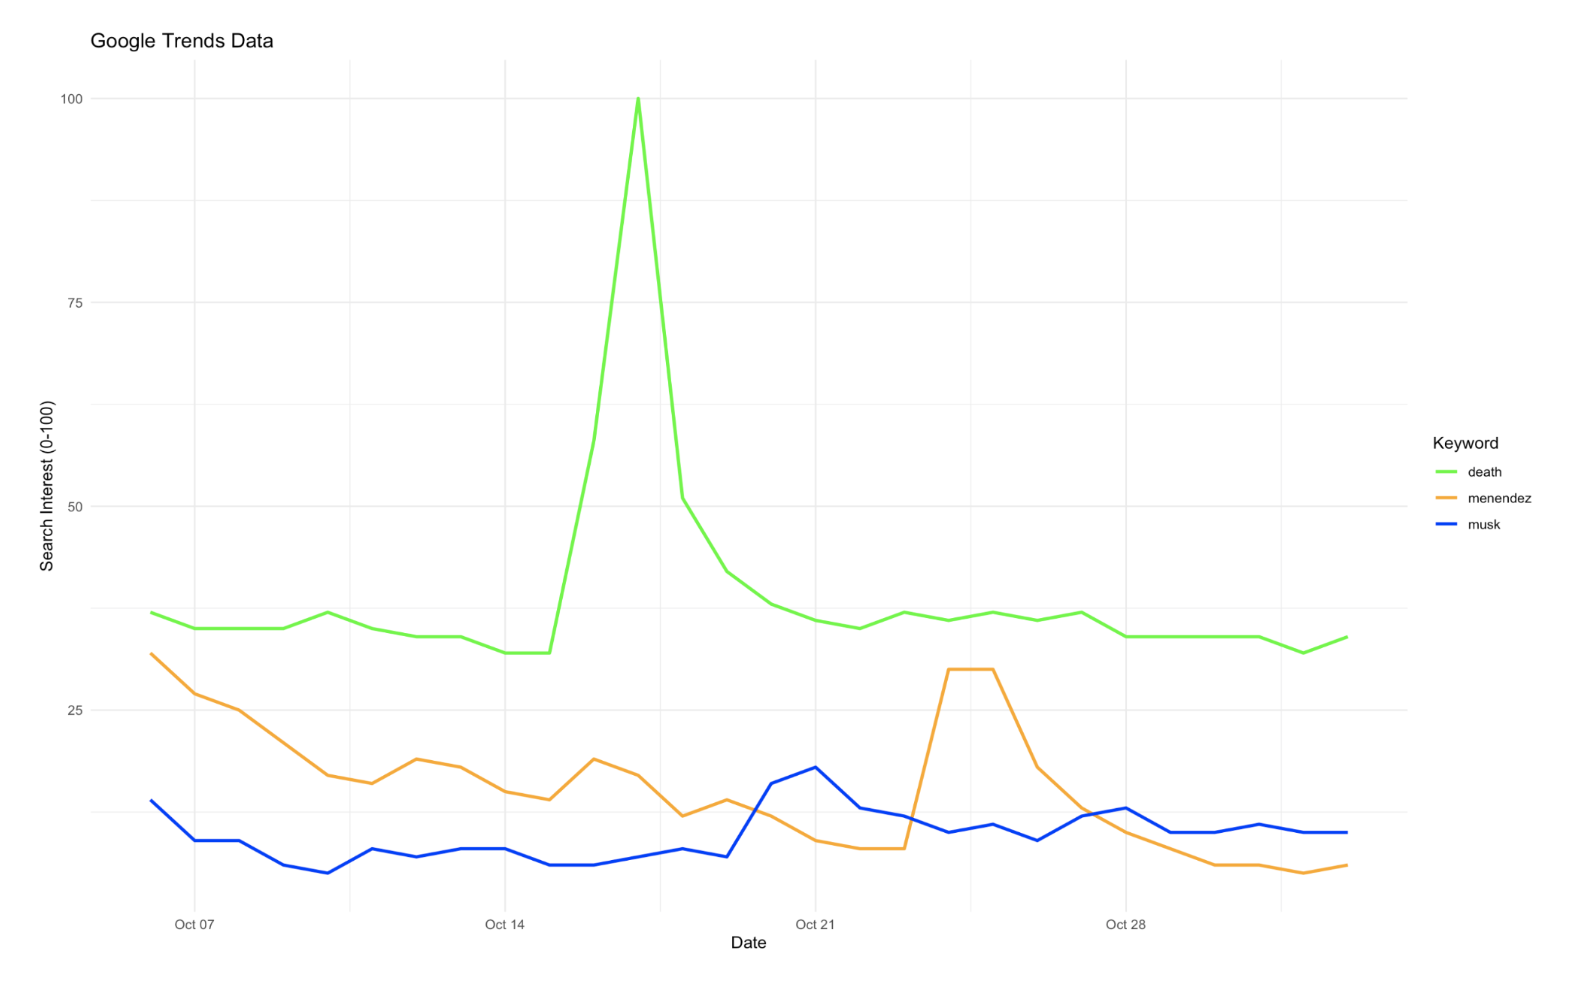 Google Trends Data
100
75
50
25
Search Interest (0-100)
Oct 07
Oct 14
Oct 21
Oct 28
Date
Keyword
death
menendez
musk